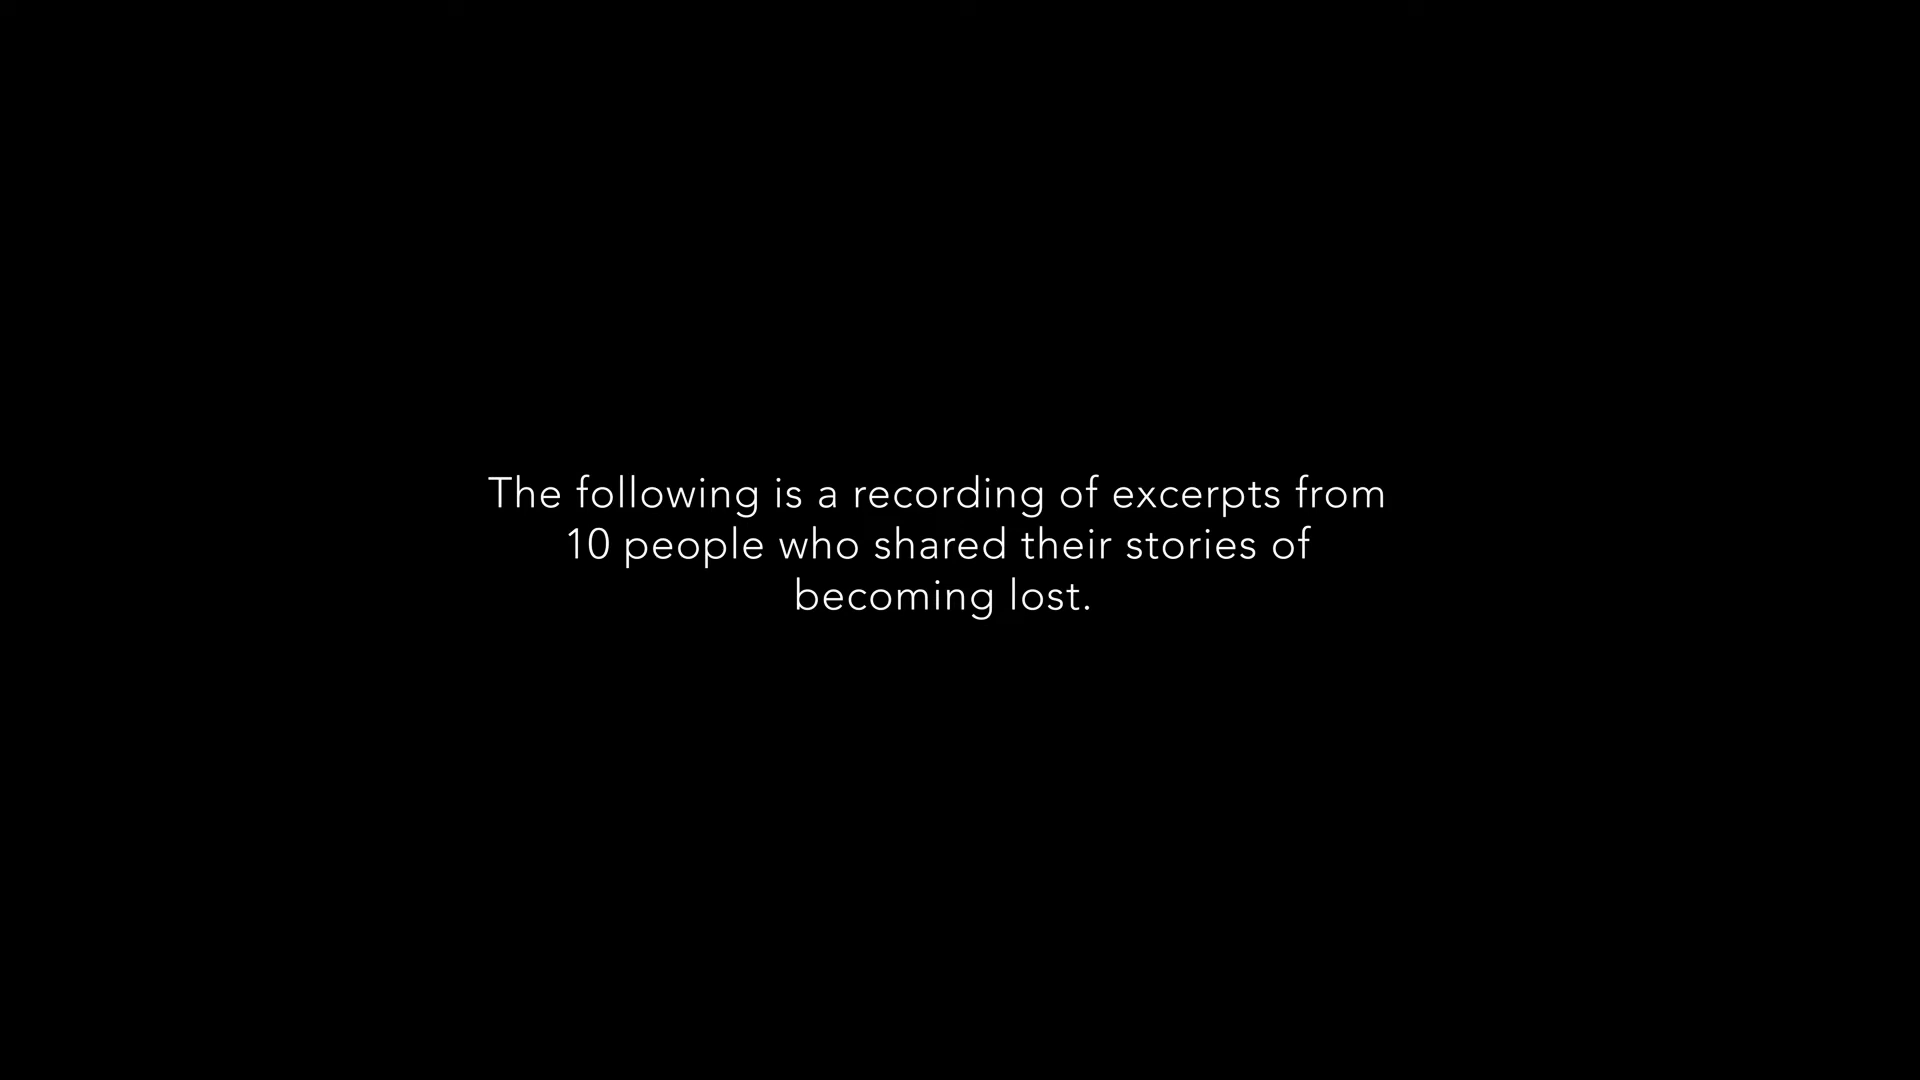 The following is a recording of excerpts from
10 people who shared their stories of
becoming lost.